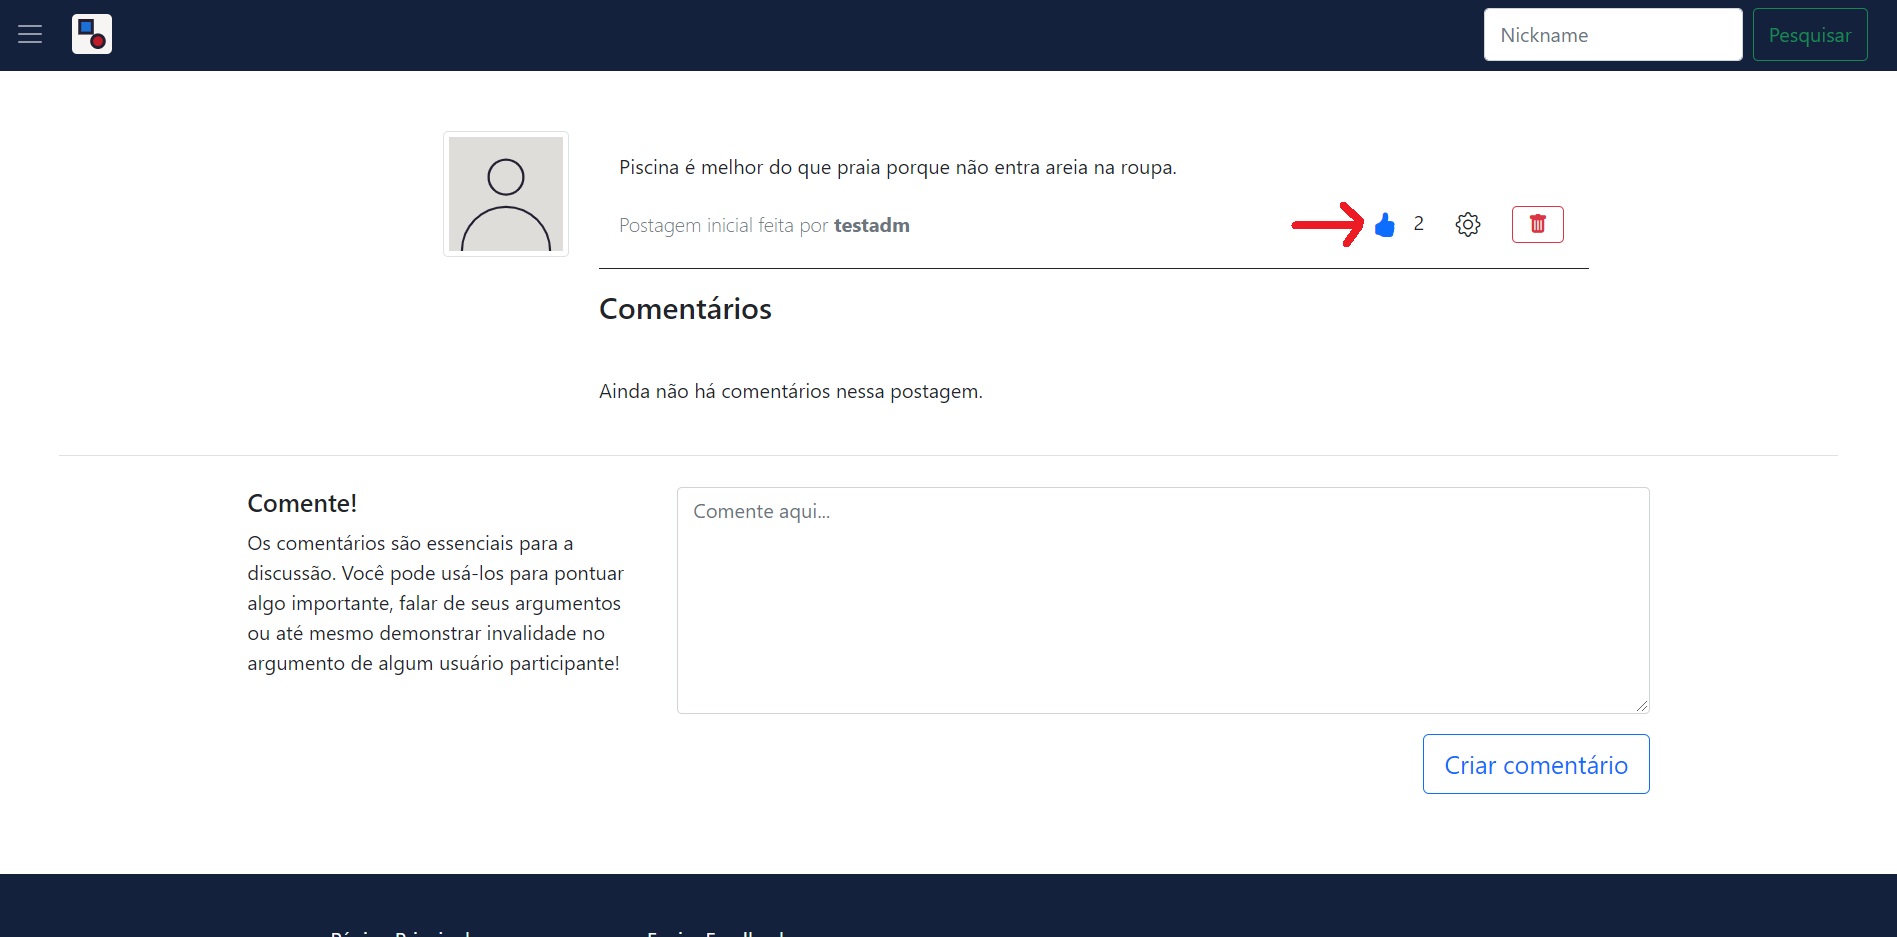 Nickname
Pesquisar
Piscina é melhor do que praia porque não entra areia na roupa.
Postagem inicial feita por testadm
2
Comentários
Ainda não há comentários nessa postagem.
Comente!
Os comentários são essenciais para a
discussão. Você pode usá-los para pontuar
algo importante, falar de seus argumentos
ou até mesmo demonstrar invalidade no
argumento de algum usuário participante!
Comente aqui...
Criar comentário